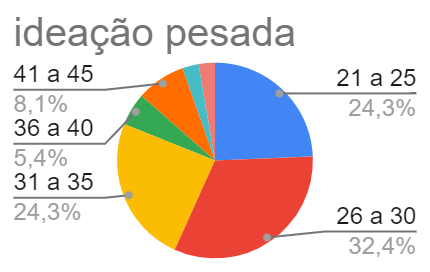 ideação pesada
41 a 45
8,1%
36 a 40
5,4%
31 a 35
24,3%
21 a 25
24,3%
26 a 30
32,4%